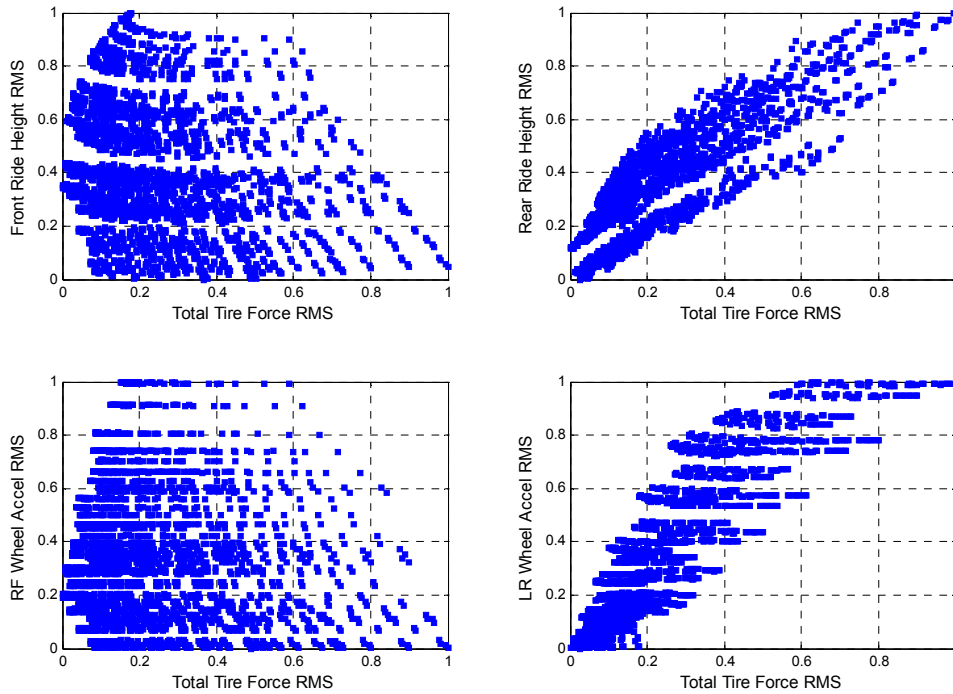 1
0.8
0.6
0.4
0.2
0
Front Ride Height RMS
0 0.2 0.4 0.6 0.8 1
Total Tire Force RMS
1
0.8
0.6
0.4
0.2
0
Rear Ride Height RMS
0 0.2 0.4 0.6 0.8
Total Tire Force RMS
1
0.8
0.6
0.4
0.2
0
RF Wheel Accel RMS
0 0.2 0.4 0.6 0.8 1
Total Tire Force RMS
1
0.8
0.6
0.4
0.2
0
LR Wheel Accel RMS
0 0.2 0.4 0.6 0.8
Total Tire Force RMS